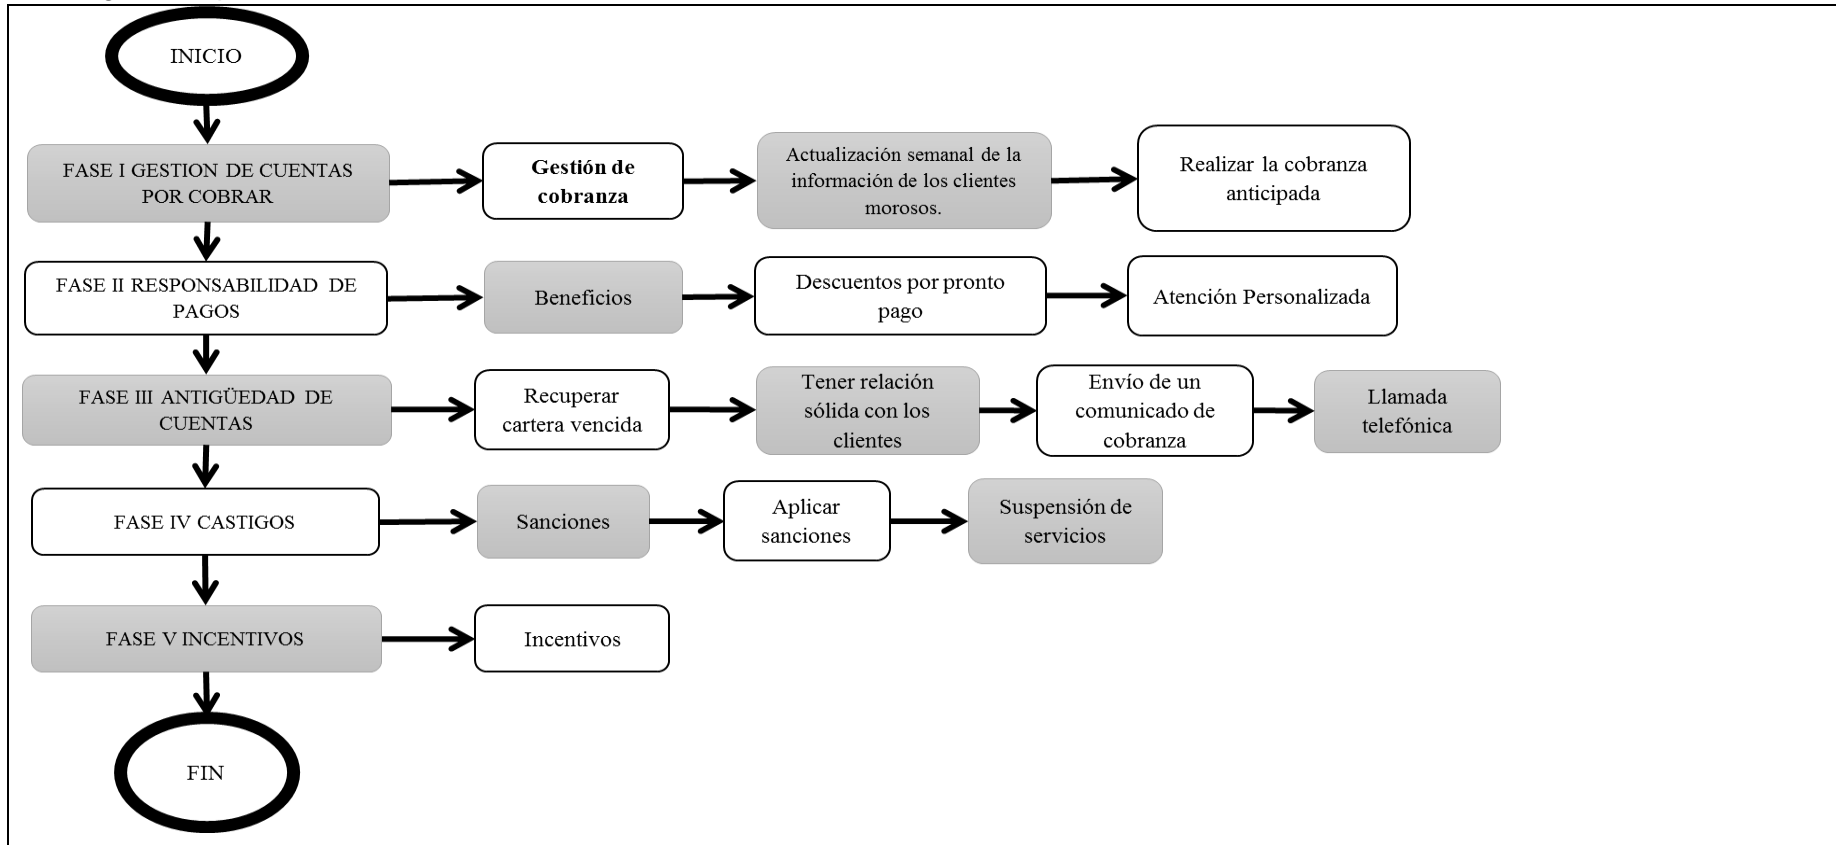 INICIO
FASE I GESTION DE CUENTAS
POR COBRAR
Gestión de
cobranza
Actualización semanal de la
información de los clientes
morosos.
Realizar la cobranza
anticipada
FASE II RESPONSABILIDAD DE
PAGOS
Beneficios
Descuentos por pronto
pago
Atención Personalizada
FASE III ANTIGÜEDAD DE
CUENTAS
Recuperar
cartera vencida
Tener relación
sólida con los
clientes
Envío de un
comunicado de
cobranza
Llamada
telefónica
FASE IV CASTIGOS
Sanciones
Aplicar
sanciones
Suspensión de
servicios
FASE V INCENTIVOS
Incentivos
FIN